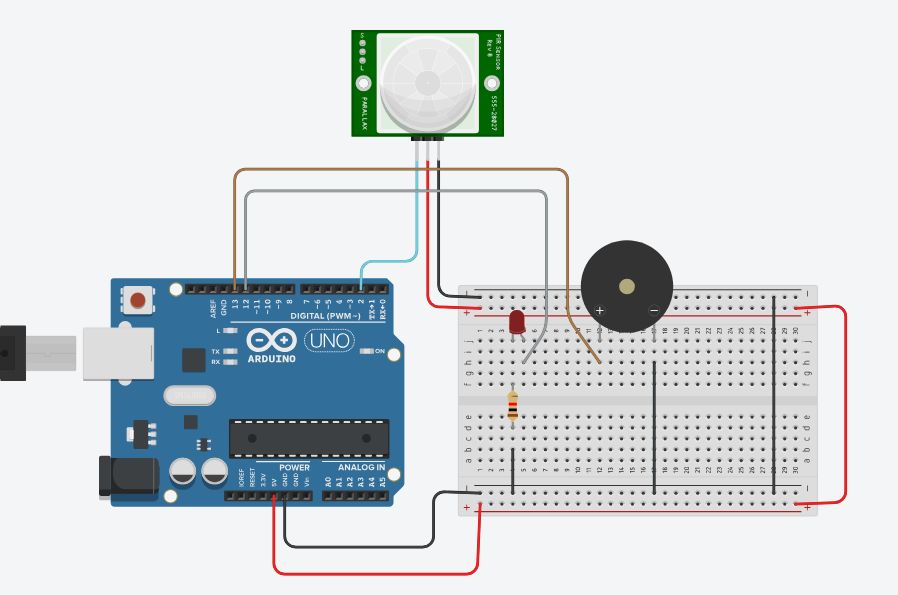 S
L
PIR SENSOR
Rev B
PARALLAX
555-28027
AREF
GND
13
12
~11
~10
~9
8
7
~6
~5
4
~3
2
TX→1
RX←0
DIGITAL (PWM~)
L
TX
RX
ARDUINO
UNO
ON
POWER
ANALOG IN
IOREF
RESET
3.3V
5V
GND
GND
Vin
A0
A1
A2
A3
A4
A5
+
−
− −
+ +
j j
i i
h h
g g
f f
e e
d d
c c
b b
a a
− −
+ +